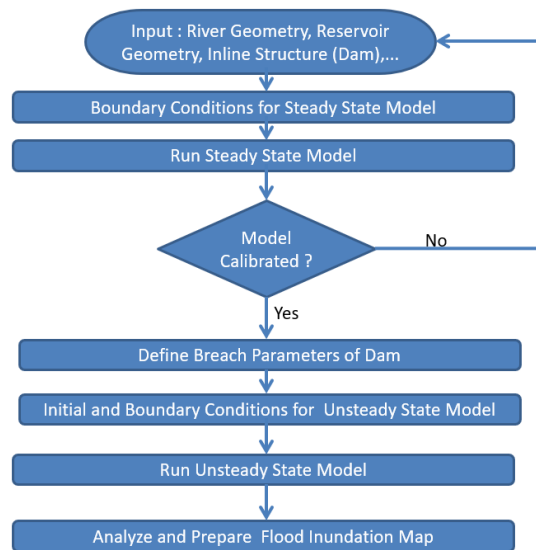 Input : River Geometry, Reservoir
Geometry, Inline Structure (Dam),...
Boundary Conditions for Steady State Model
Run Steady State Model
Model
Calibrated ?
No
Yes
Define Breach Parameters of Dam
Initial and Boundary Conditions for Unsteady State Model
Run Unsteady State Model
Analyze and Prepare Flood Inundation Map